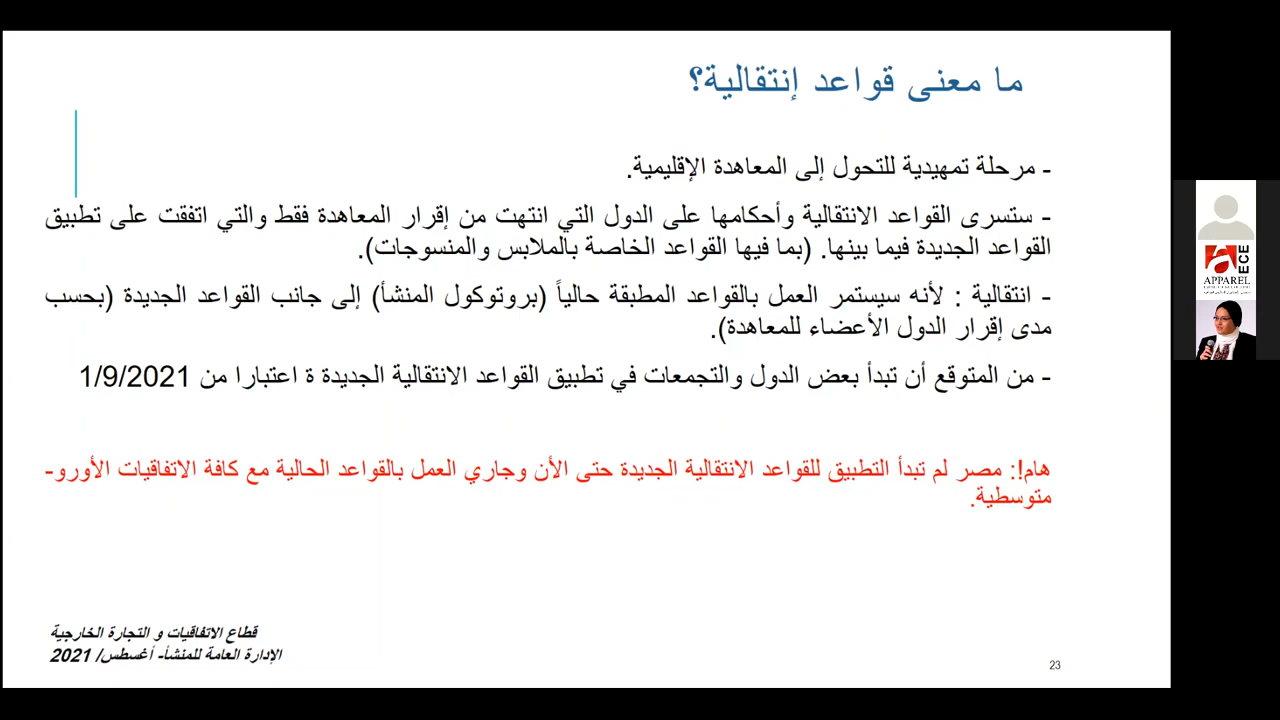 ما معنى قواعد إنتقالية؟
- مرحلة تمهيدية للتحول إلى المعاهدة الإقليمية.
- ستسرى القواعد الانتقالية وأحكامها على الدول التي انتهت من إقرار المعاهدة فقط والتي اتفقت على تطبيق
القواعد الجديدة فيما بينها. (بما فيها القواعد الخاصة بالملابس والمنسوجات).
- انتقالية : لأنه سيستمر العمل بالقواعد المطبقة حالياً (بروتوكول المنشأ) إلى جانب القواعد الجديدة (بحسب
مدى إقرار الدول الأعضاء للمعاهدة).
- من المتوقع أن تبدأ بعض الدول والتجمعات في تطبيق القواعد الانتقالية الجديدة ة اعتبارا من 1/9/2021
هام!: مصر لم تبدأ التطبيق للقواعد الانتقالية الجديدة حتى الأن وجاري العمل بالقواعد الحالية مع كافة الاتفاقيات الأورو-
متوسطية.
قطاع الاتفاقيات و التجارة الخارجية
الإدارة العامة للمنشأ- أغسطس/ 2021
23
ECE
APPAREL